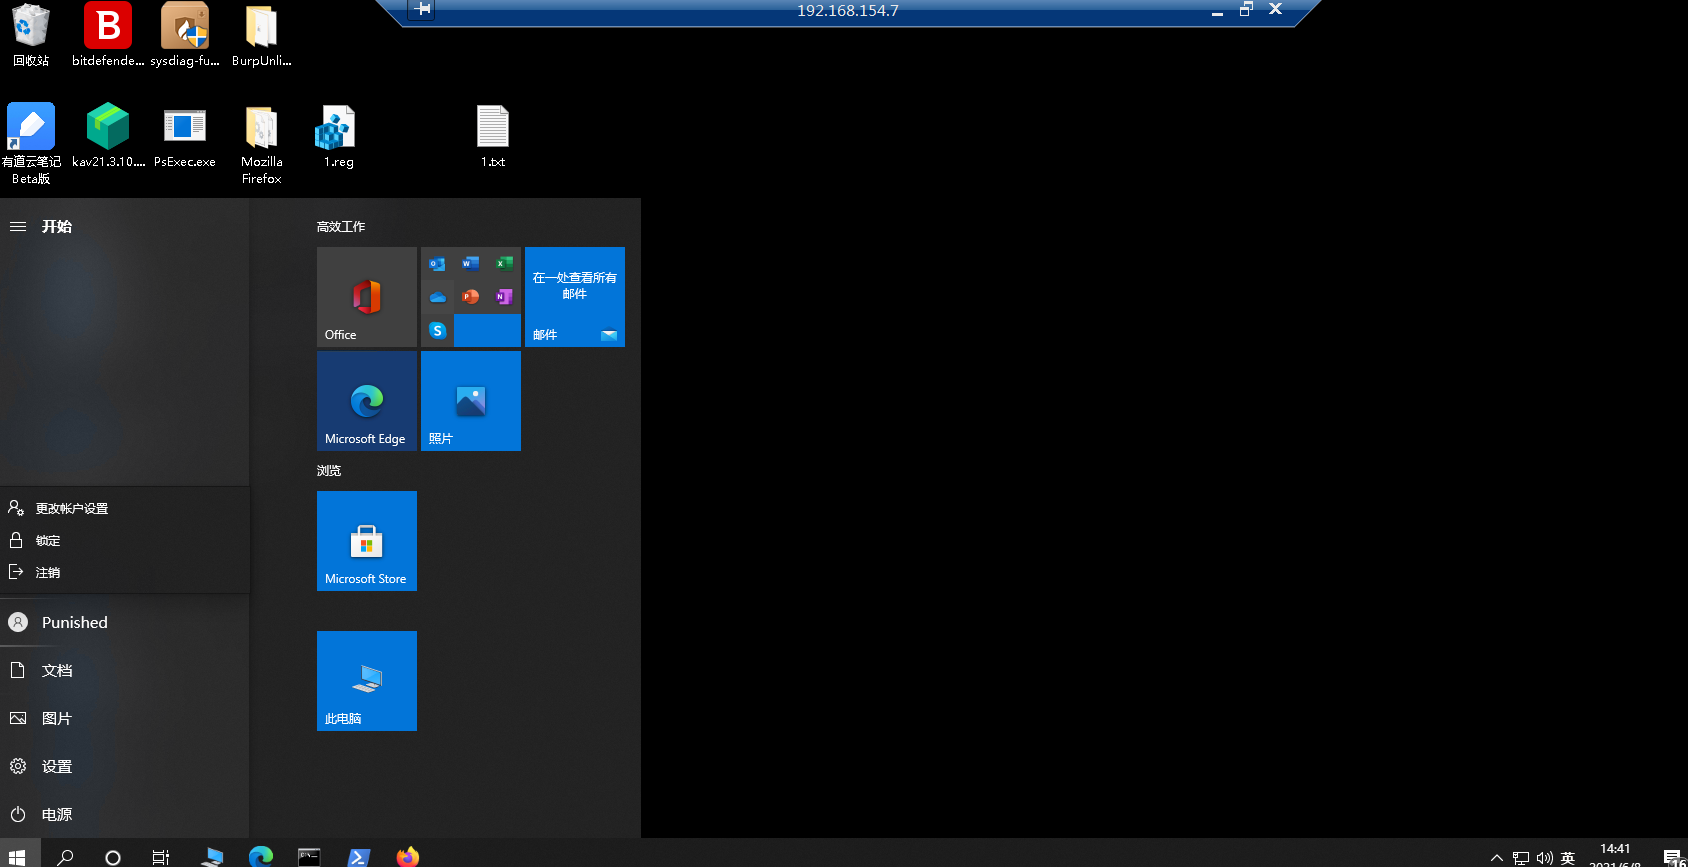 192.168.154.7
回收站
bitdefende...
sysdiag-fu...
BurpUnli...
有道云笔记
Beta版
kav21.3.10....
PsExec.exe
Mozilla
Firefox
1.reg
1.txt
开始
高效工作
Office
在一处查看所有
邮件
邮件
Microsoft Edge
照片
浏览
Microsoft Store
此电脑
更改帐户设置
锁定
注销
Punished
文档
图片
设置
电源
英
14:41
2021/6/8
16